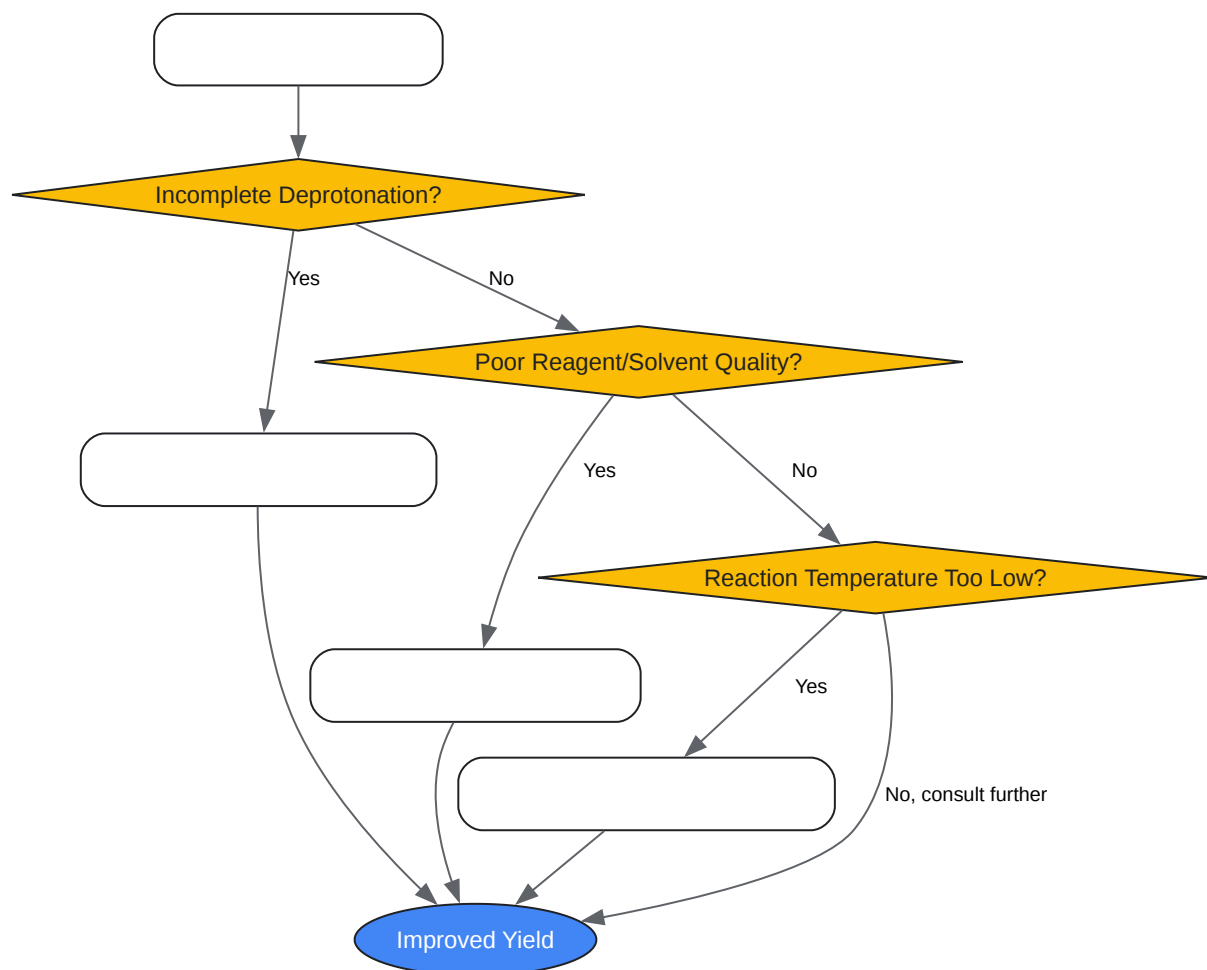 Incomplete Deprotonation?
Yes
No
Poor Reagent/Solvent Quality?
Yes
No
Reaction Temperature Too Low?
Yes
No, consult further
Improved Yield